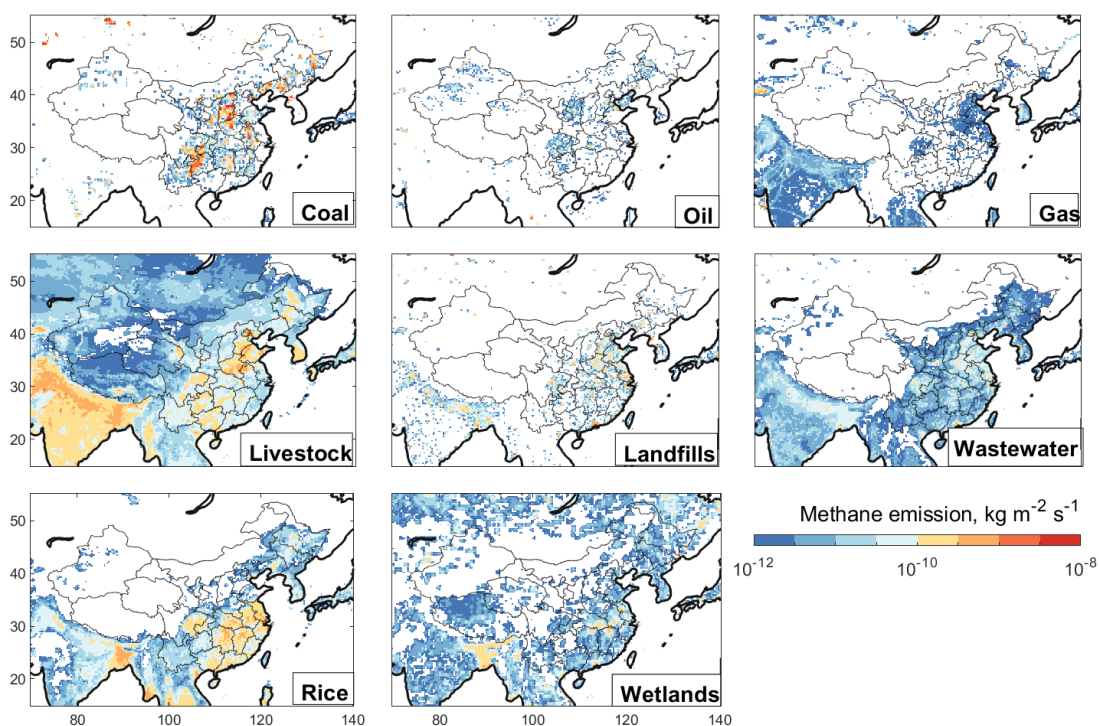 50
40
30
20
Coal
Oil
Gas
50
40
30
20
Livestock
Landfills
Wastewater
50
40
30
20
80
100
120
140
Rice
80
100
120
140
Wetlands
Methane emission, kg m⁻² s⁻¹
10⁻¹²
10⁻¹⁰
10⁻⁸